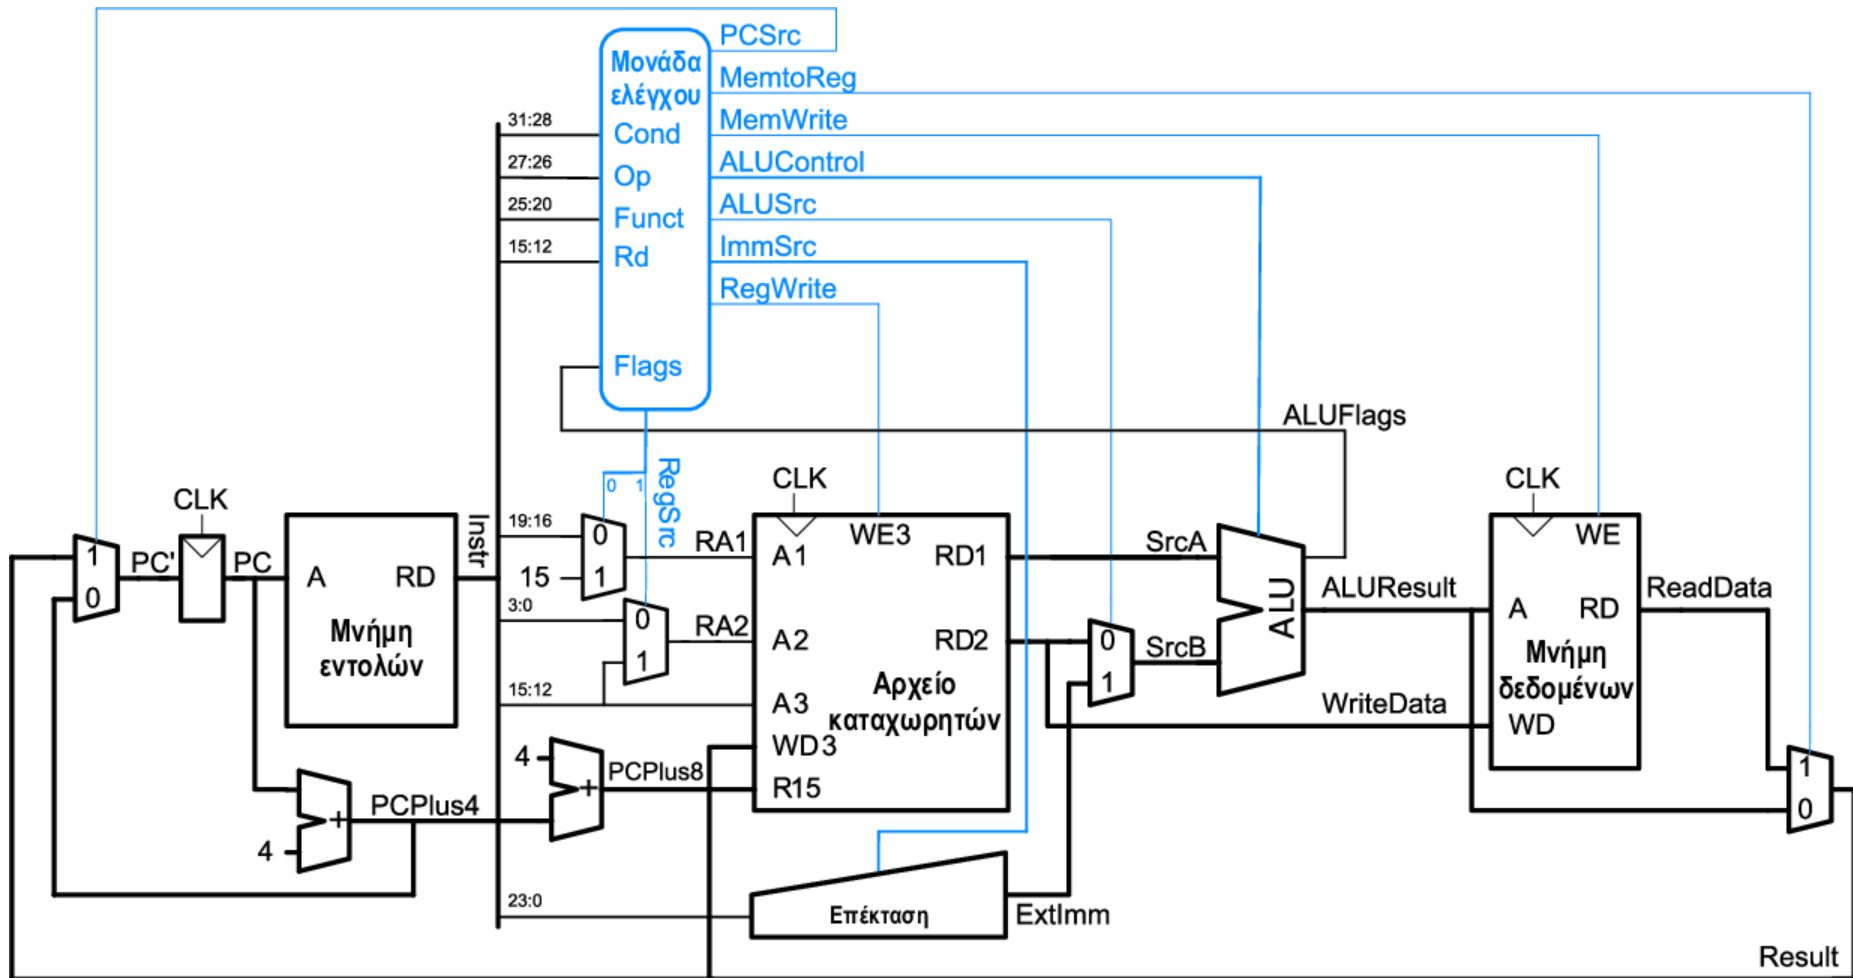 PCSrc
Μονάδα
ελέγχου
MemtoReg
MemWrite
31:28
Cond
27:26
Op
ALUControl
25:20
Funct
ALUSrc
15:12
Rd
ImmSrc
RegWrite
Flags
ALUFlags
RegSrc
0 1
CLK
CLK
CLK
Instr
19:16
0
15
1
RA1
A1
WE3
RD1
SrcA
WE
1
PC'
PC
0
A
RD
Μνήμη
εντολών
3:0
0
1
RA2
A2
RD2
0
1
SrcB
ALU
ALUResult
A
RD
ReadData
Μνήμη
δεδομένων
15:12
A3
Αρχείο
καταχωρητών
WriteData
WD
WD3
4
+
PCPlus8
R15
1
0
PCPlus4
+
4
23:0
Επέκταση
ExtImm
Result